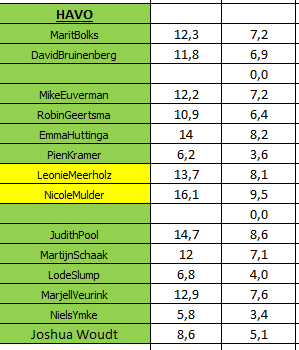 HAVO
MaritBolks 12,3 7,2
DavidBruinenberg 11,8 6,9
0,0
MikeEuverman 12,2 7,2
RobinGeertsma 10,9 6,4
EmmaHuttinga 14 8,2
PienKramer 6,2 3,6
LeonieMeerholz 13,7 8,1
NicoleMulder 16,1 9,5
0,0
JudithPool 14,7 8,6
MartijnSchaak 12 7,1
LodeSlump 6,8 4,0
MarjellVeurink 12,9 7,6
NielsYmke 5,8 3,4
Joshua Woudt 8,6 5,1